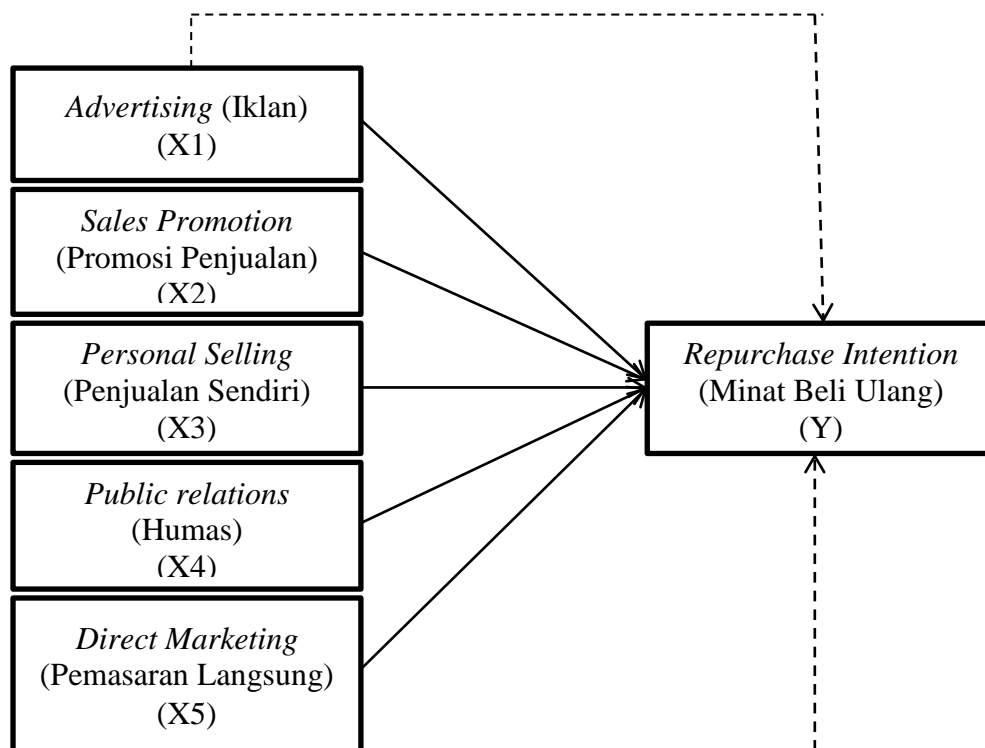 Advertising (Iklan)
(X1)
Sales Promotion
(Promosi Penjualan)
(X2)
Personal Selling
(Penjualan Sendiri)
(X3)
Public relations
(Humas)
(X4)
Direct Marketing
(Pemasaran Langsung)
(X5)
Repurchase Intention
(Minat Beli Ulang)
(Y)